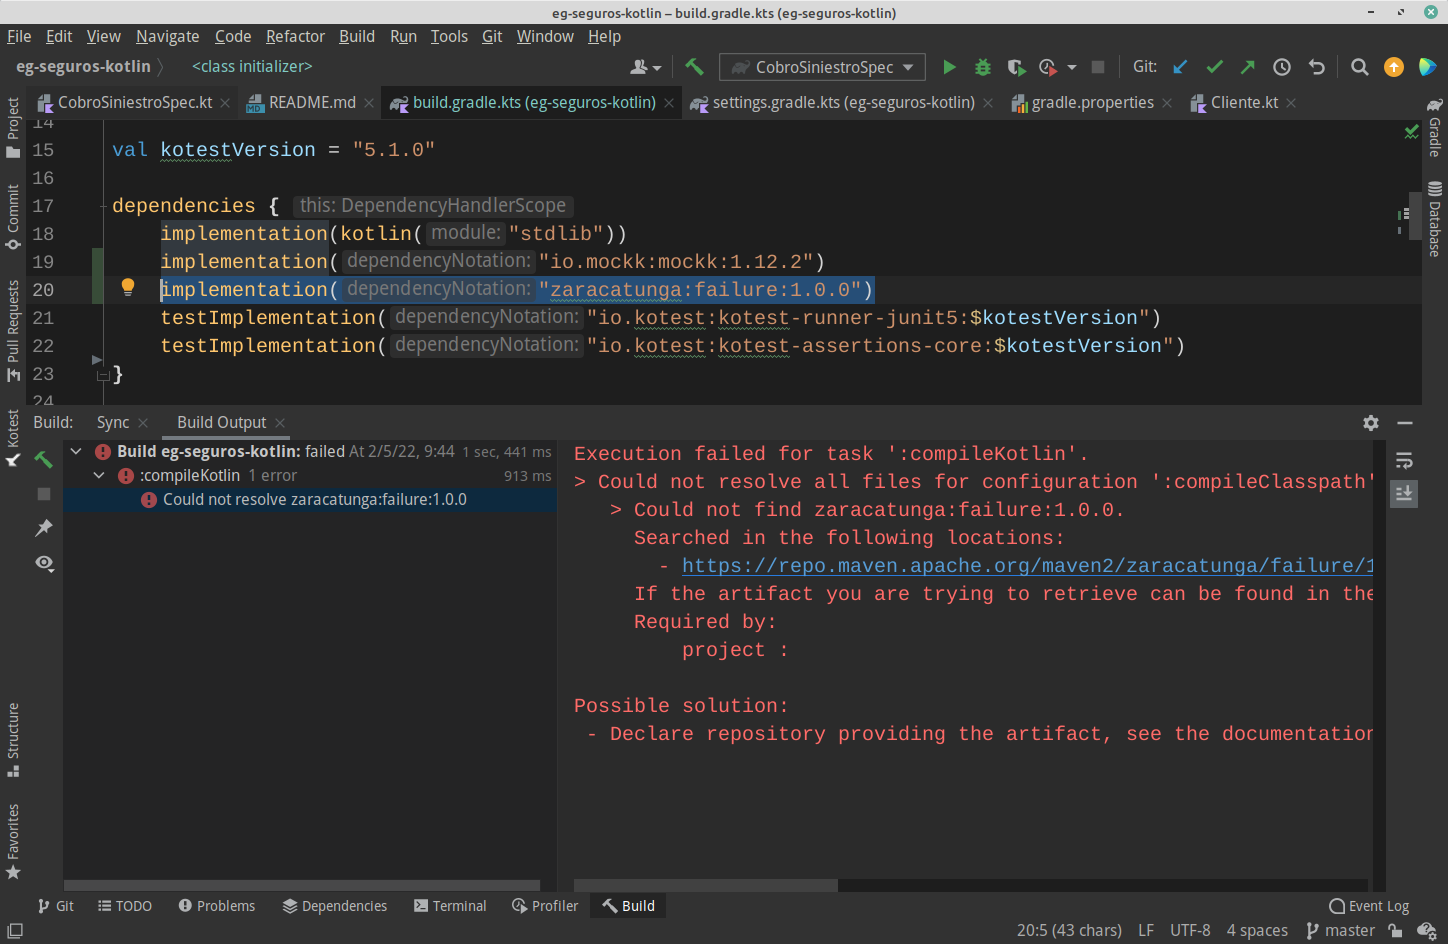 eg-seguros-kotlin – build.gradle.kts (eg-seguros-kotlin)
File Edit View Navigate Code Refactor Build Run Tools Git Window Help
eg-seguros-kotlin <class initializer> CobroSiniestroSpec Git:
CobroSiniestroSpec.kt README.md build.gradle.kts (eg-seguros-kotlin) settings.gradle.kts (eg-seguros-kotlin) gradle.properties Cliente.kt
Project
Commit
Pull Requests
Kotest
Structure
Favorites
Gradle
Database
14
15 val kotestVersion = "5.1.0"
16
17 dependencies { this: DependencyHandlerScope
18 implementation(kotlin( module: "stdlib"))
19 implementation( dependencyNotation: "io.mockk:mockk:1.12.2")
20 implementation( dependencyNotation: "zaracatunga:failure:1.0.0")
21 testImplementation( dependencyNotation: "io.kotest:kotest-runner-junit5:$kotestVersion")
22 testImplementation( dependencyNotation: "io.kotest:kotest-assertions-core:$kotestVersion")
23 }
24
Build: Sync Build Output
Build eg-seguros-kotlin: failed At 2/5/22, 9:44 1 sec, 441 ms
:compileKotlin 1 error 913 ms
Could not resolve zaracatunga:failure:1.0.0
Execution failed for task ':compileKotlin'.
> Could not resolve all files for configuration ':compileClasspath'
> Could not find zaracatunga:failure:1.0.0.
Searched in the following locations:
- https://repo.maven.apache.org/maven2/zaracatunga/failure/1
If the artifact you are trying to retrieve can be found in the
Required by:
project :
Possible solution:
- Declare repository providing the artifact, see the documentation
Git TODO Problems Dependencies Terminal Profiler Build Event Log
20:5 (43 chars) LF UTF-8 4 spaces master